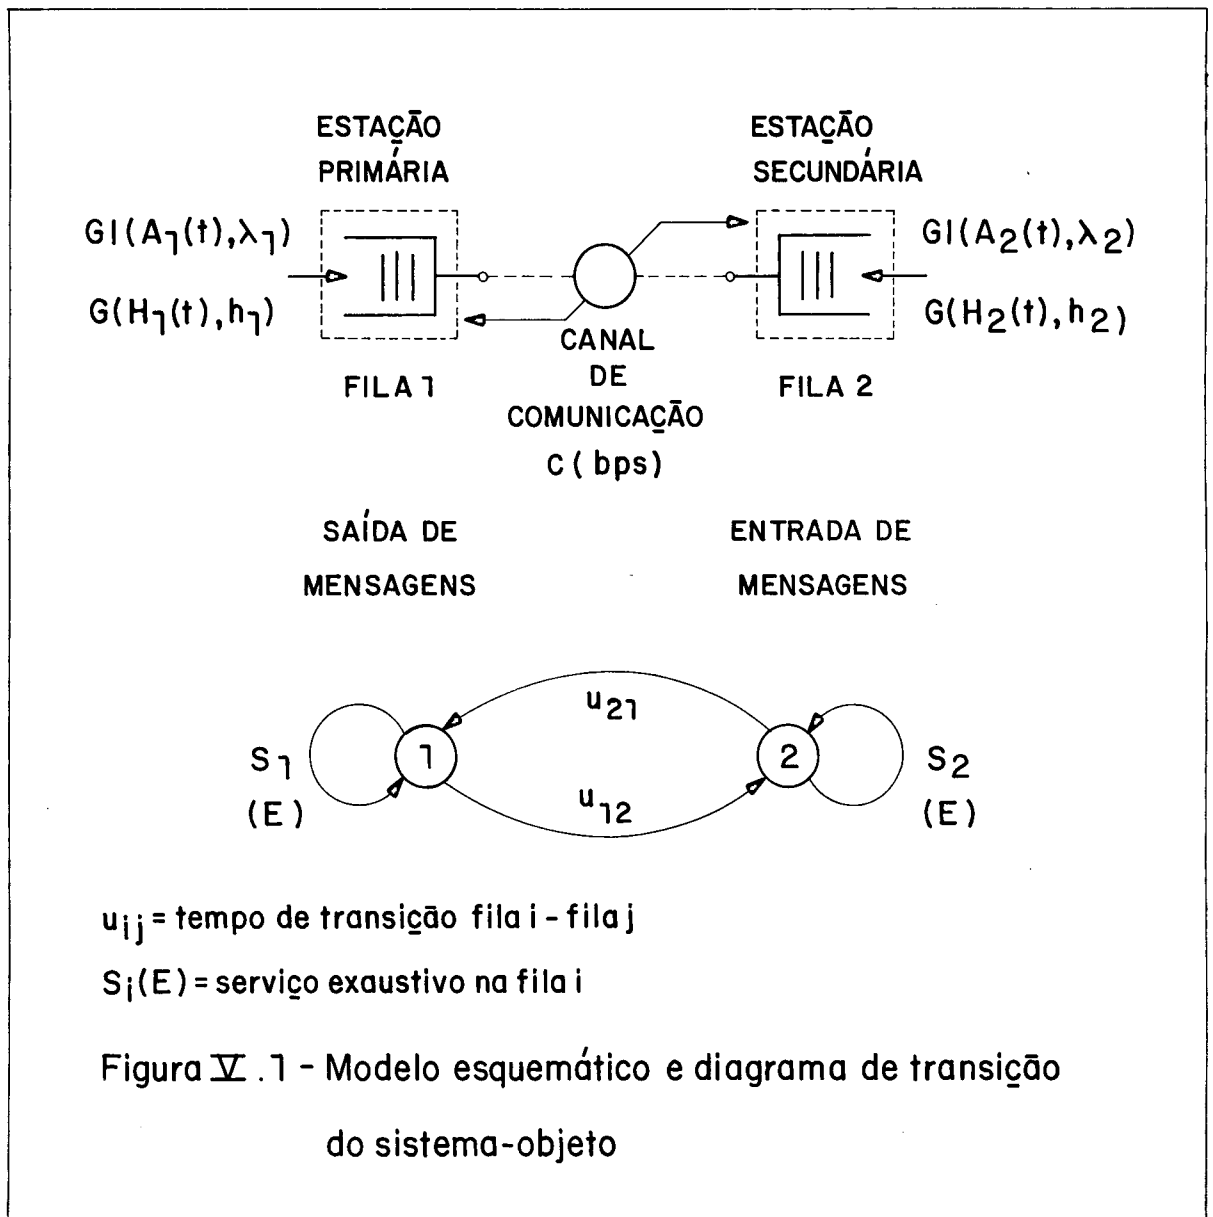 ESTAÇÃO
PRIMÁRIA
ESTAÇÃO
SECUNDÁRIA
GI(A1(t),λ1)
G(H1(t),h1)
GI(A2(t),λ2)
G(H2(t),h2)
FILA 1
CANAL
DE
COMUNICAÇÃO
C (bps)
FILA 2
SAÍDA DE
MENSAGENS
ENTRADA DE
MENSAGENS
u21
S1
(E)
1
2
S2
(E)
u12
uij = tempo de transição fila i - fila j
Si(E) = serviço exaustivo na fila i
Figura V.1 - Modelo esquemático e diagrama de transição
do sistema-objeto